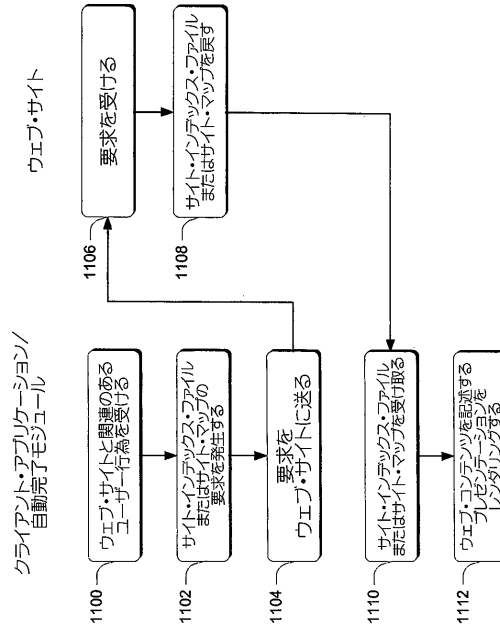 クライアント・アプリケーション/
自動完了モジュール
1100
ウェブ・サイトと関連のある
ユーザー行為を受ける
1102
サイト・インデックス・ファイル
またはサイト・マップの
要求を発生する
1104
要求を
ウェブ・サイトに送る
ウェブ・サイト
1106
要求を受ける
1108
サイト・インデックス・ファイル
またはサイト・マップを戻す
1110
サイト・インデックス・ファイル
またはサイト・マップを受け取る
1112
ウェブ・コンテンツを記述する
プレゼンテーションを
レンダリングする